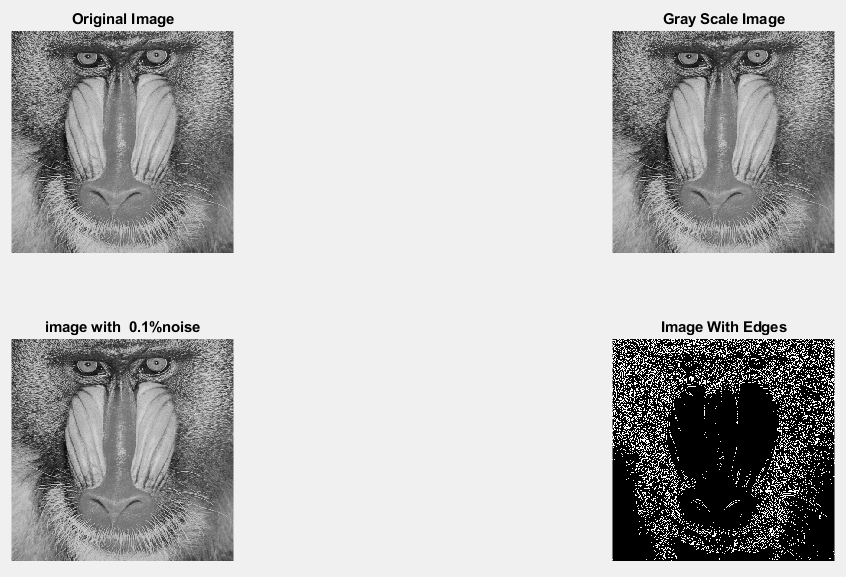 Original Image
Gray Scale Image
image with  0.1%noise
Image With Edges